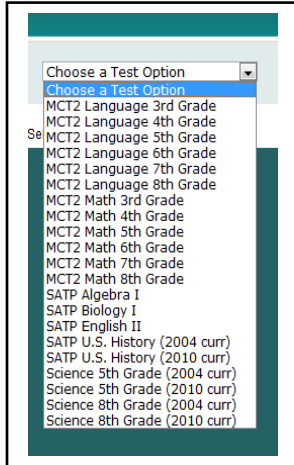 Choose a Test Option
Choose a Test Option
MCT2 Language 3rd Grade
MCT2 Language 4th Grade
Se
MCT2 Language 5th Grade
MCT2 Language 6th Grade
MCT2 Language 7th Grade
MCT2 Language 8th Grade
MCT2 Math 3rd Grade
MCT2 Math 4th Grade
MCT2 Math 5th Grade
MCT2 Math 6th Grade
MCT2 Math 7th Grade
MCT2 Math 8th Grade
SATP Algebra I
SATP Biology I
SATP English II
SATP U.S. History (2004 curr)
SATP U.S. History (2010 curr)
Science 5th Grade (2004 curr)
Science 5th Grade (2010 curr)
Science 8th Grade (2004 curr)
Science 8th Grade (2010 curr)